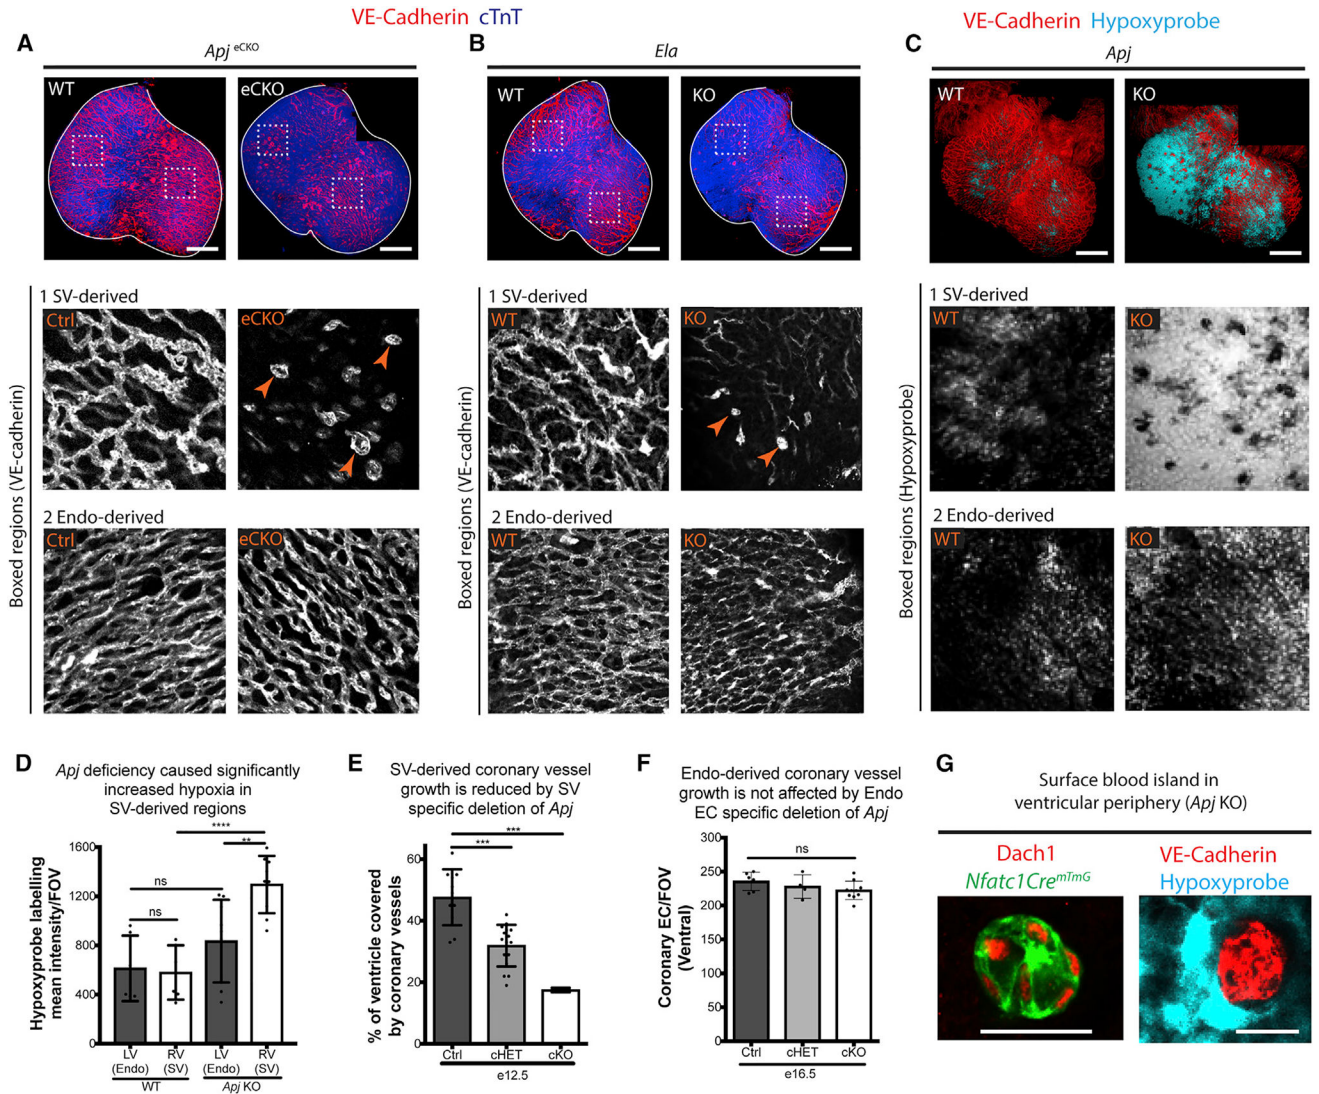 VE-Cadherin cTnT
VE-Cadherin Hypoxyprobe
A
Apj eCKO
WT
eCKO
1 SV-derived
Ctrl
eCKO
2 Endo-derived
Ctrl
eCKO
Boxed regions (VE-cadherin)
B
Ela
WT
KO
1 SV-derived
WT
KO
2 Endo-derived
WT
KO
Boxed regions (VE-cadherin)
C
Apj
WT
KO
1 SV-derived
WT
KO
2 Endo-derived
WT
KO
Boxed regions (Hypoxyprobe)
D
Apj deficiency caused significantly
increased hypoxia in
SV-derived regions
****
**
ns
ns
1600
1200
800
400
0
Hypoxyprobe labelling
mean intensity/FOV
LV RV LV RV
(Endo) (SV) (Endo) (SV)
WT Apj KO
E
SV-derived coronary vessel
growth is reduced by SV
specific deletion of Apj
***
***
60
40
20
0
% of ventricle covered
by coronary vessels
Ctrl cHET cKO
e12.5
F
Endo-derived coronary vessel
growth is not affected by Endo
EC specific deletion of Apj
ns
300
250
200
150
100
50
0
Coronary EC/FOV
(Ventral)
Ctrl cHET cKO
e16.5
G
Surface blood island in
ventricular periphery (Apj KO)
Dach1
Nfatc1CremTmG
VE-Cadherin
Hypoxyprobe